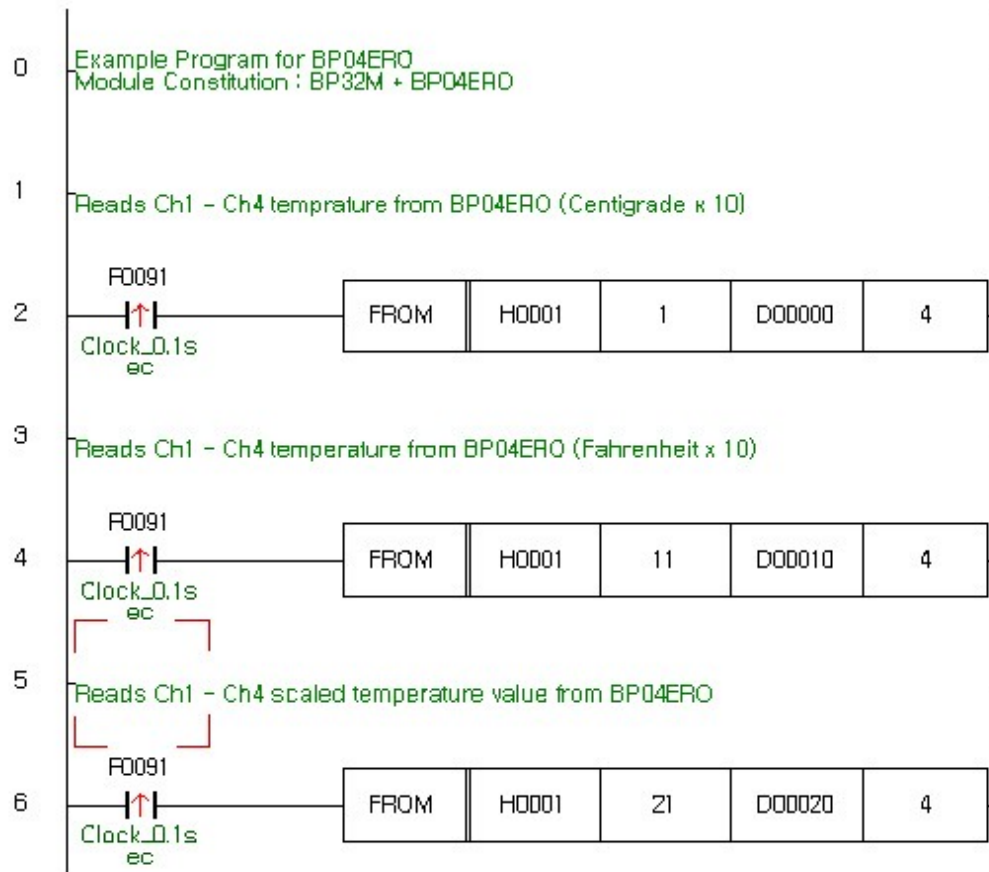 0
Example Program for BP04ERO
Module Constitution : BP32M + BP04ERO
1
Reads Ch1 - Ch4 temprature from BP04ERO (Centigrade x 10)
F0091
2 FROM H0001 1 D00000 4
Clock_0.1s
ec
3
Reads Ch1 - Ch4 temperature from BP04ERO (Fahrenheit x 10)
F0091
4 FROM H0001 11 D00010 4
Clock_0.1s
ec
5
Reads Ch1 - Ch4 scaled temperature value from BP04ERO
F0091
6 FROM H0001 21 D00020 4
Clock_0.1s
ec